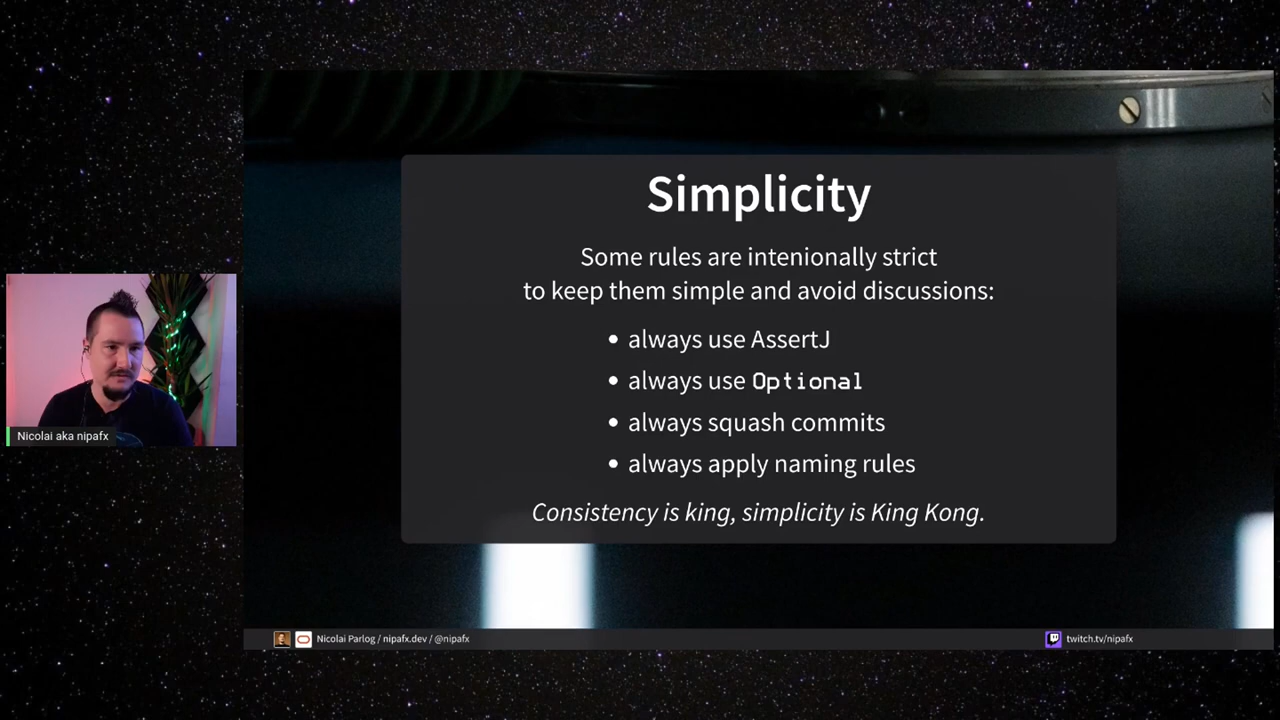 Simplicity
Some rules are intenionally strict
to keep them simple and avoid discussions:
• always use AssertJ
• always use Optional
• always squash commits
• always apply naming rules
Consistency is king, simplicity is King Kong.
Nicolai aka nipafx
Nicolai Parlog / nipafx.dev / @nipafx
twitch.tv/nipafx